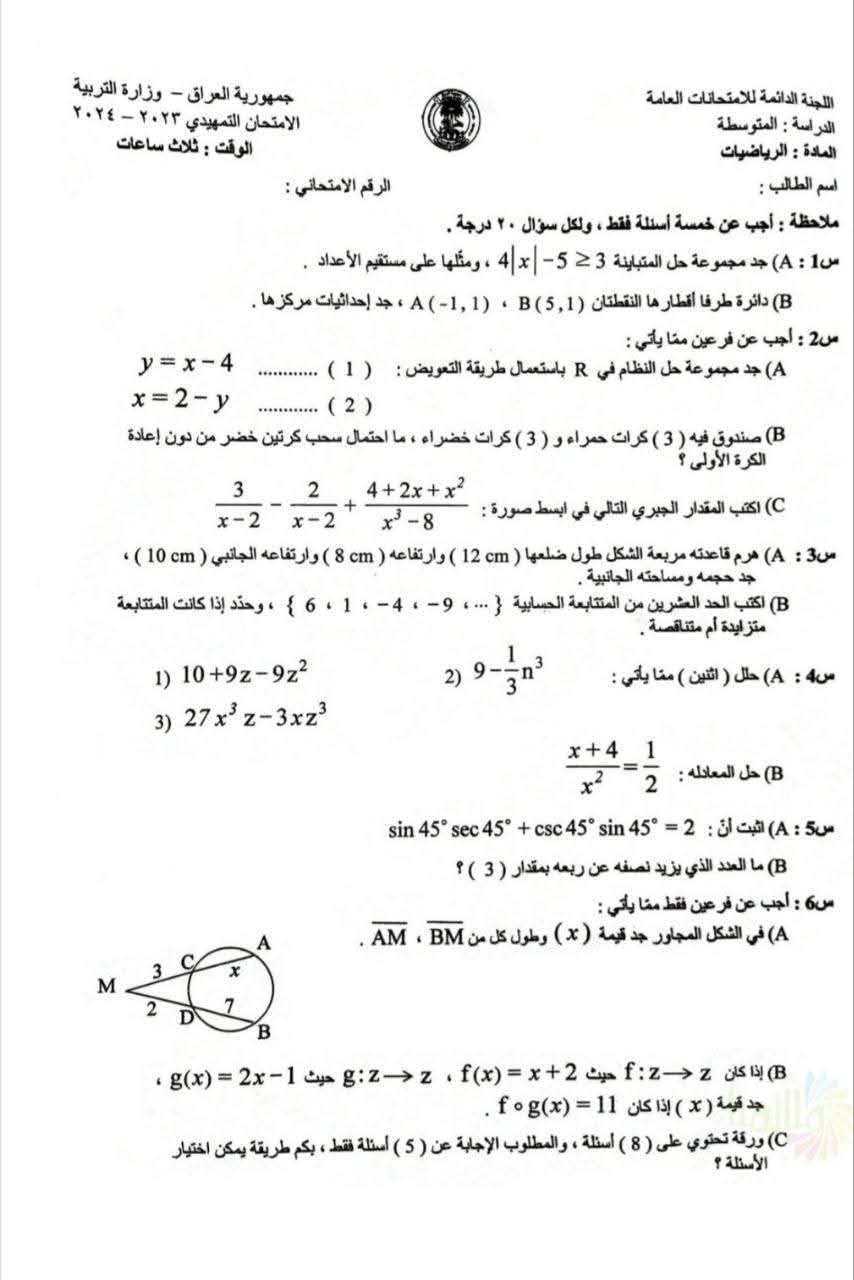 اللجنة الدائمة للامتحانات العامة
الدراسة : المتوسطة
المادة : الرياضيات
اسم الطالب :
جمهورية العراق – وزارة التربية
الامتحان التمهيدي ٢٠٢٣ – ٢٠٢٤
الوقت : ثلاث ساعات
الرقم الامتحاني :
ملاحظة : أجب عن خمسة أسئلة فقط ، ولكل سؤال ٢٠ درجة .
س1 : A) جد مجموعة حل المتباينة 4|x|−5 ≥ 3 ، ومثّلها على مستقيم الأعداد .
B) دائرة طرفا أقطارها النقطتان A(-1, 1) ، B(5,1) ، جد إحداثيات مركزها .
س2 : أجب عن فرعين ممّا يأتي :
A) جد مجموعة حل النظام في R باستعمال طريقة التعويض : y = x − 4 ............ ( 1 )
x = 2 − y ............ ( 2 )
B) صندوق فيه ( 3 ) كرات حمراء و ( 3 ) كرات خضراء ، ما احتمال سحب كرتين خضر من دون إعادة
الكرة الأولى ؟
C) اكتب المقدار الجبري التالي في ابسط صورة : 3/(x−2) − 2/(x−2) + (4+2x+x²)/(x³−8)
س3 : A) هرم قاعدته مربعة الشكل طول ضلعها ( 12 cm ) وارتفاعه ( 8 cm ) وارتفاعه الجانبي ( 10 cm ) ،
جد حجمه ومساحته الجانبية .
B) اكتب الحد العشرين من المتتابعة الحسابية { 6 ، 1 ، −4 ، −9 ، ... } ، وحدّد إذا كانت المتتابعة
متزايدة أم متناقصة .
س4 : A) حلل ( اثنين ) ممّا يأتي : 1) 10+9z−9z² 2) 9−1/3 n³
3) 27x³z−3xz³
B) حل المعادله : (x+4)/x² = 1/2
س5 : A) اثبت أنّ : sin 45° sec 45° + csc 45° sin 45° = 2
B) ما العدد الذي يزيد نصفه عن ربعه بمقدار ( 3 ) ؟
س6 : أجب عن فرعين فقط ممّا يأتي :
A) في الشكل المجاور جد قيمة (x) وطول كل من BM ، AM .
A
C
3
x
M
2
D
7
B
B) إذا كان f : z → z حيث f(x) = x + 2 ، g : z → z حيث g(x) = 2x −1 ،
جد قيمة ( x ) إذا كان f o g(x) = 11 .
C) ورقة تحتوي على ( 8 ) أسئلة ، والمطلوب الإجابة عن ( 5 ) أسئلة فقط ، بكم طريقة يمكن اختيار
الأسئلة ؟